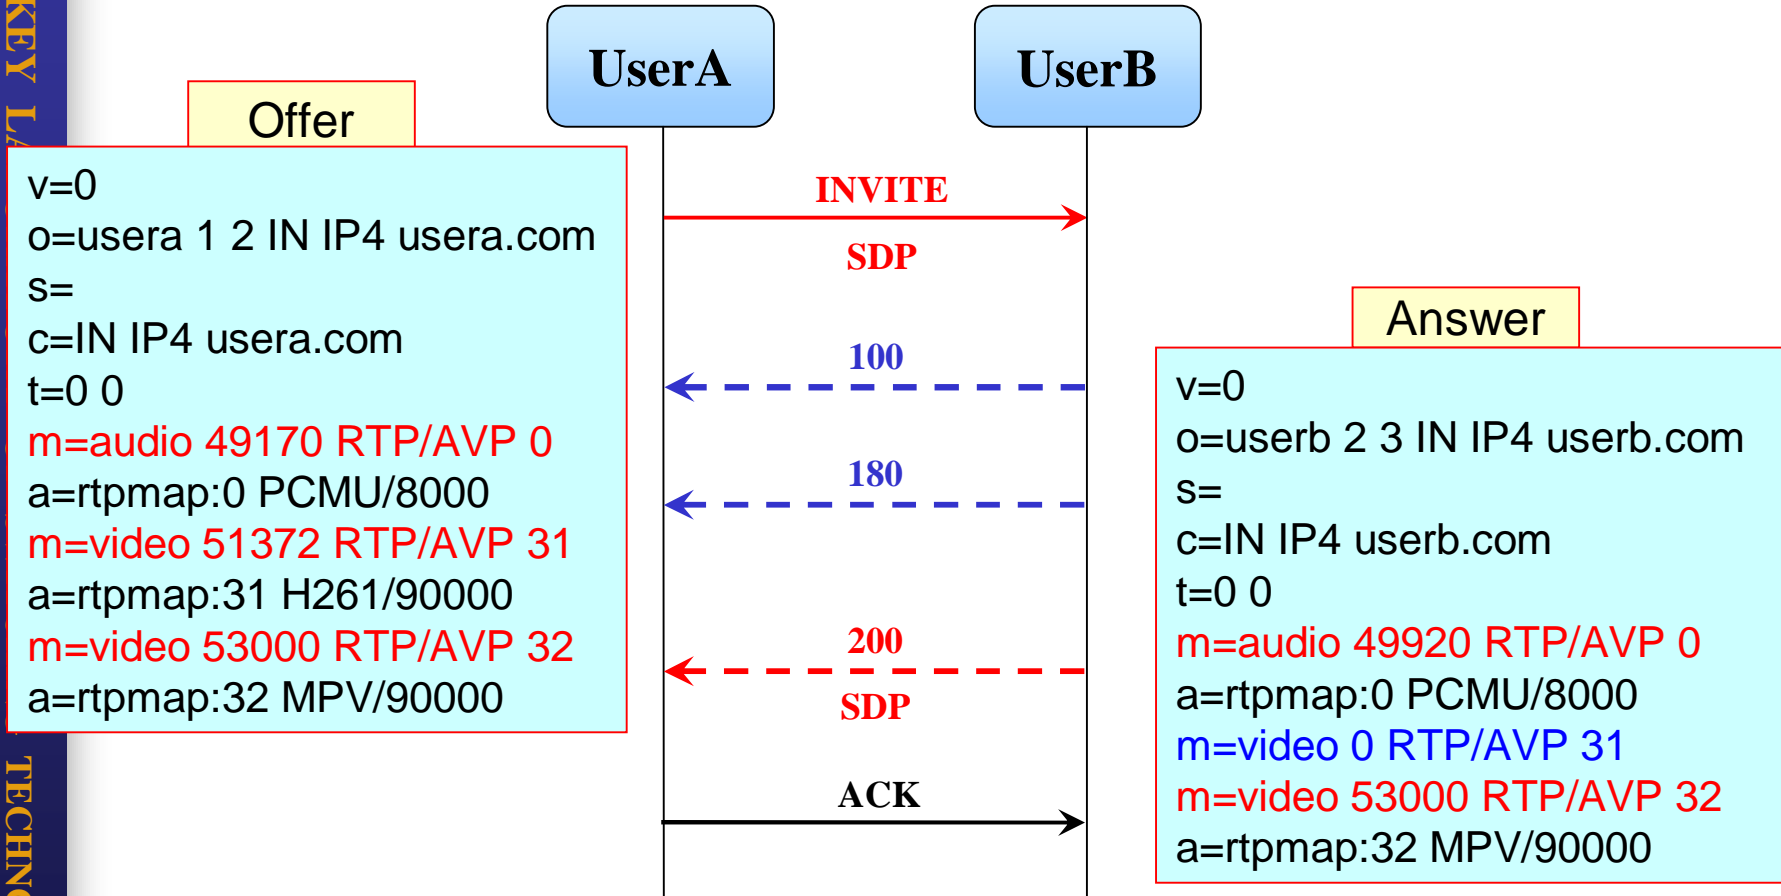 KEY LA
TECHN
UserA
UserB
Offer
v=0
o=usera 1 2 IN IP4 usera.com
s=
c=IN IP4 usera.com
t=0 0
m=audio 49170 RTP/AVP 0
a=rtpmap:0 PCMU/8000
m=video 51372 RTP/AVP 31
a=rtpmap:31 H261/90000
m=video 53000 RTP/AVP 32
a=rtpmap:32 MPV/90000
INVITE
SDP
100
180
200
SDP
ACK
Answer
v=0
o=userb 2 3 IN IP4 userb.com
s=
c=IN IP4 userb.com
t=0 0
m=audio 49920 RTP/AVP 0
a=rtpmap:0 PCMU/8000
m=video 0 RTP/AVP 31
m=video 53000 RTP/AVP 32
a=rtpmap:32 MPV/90000